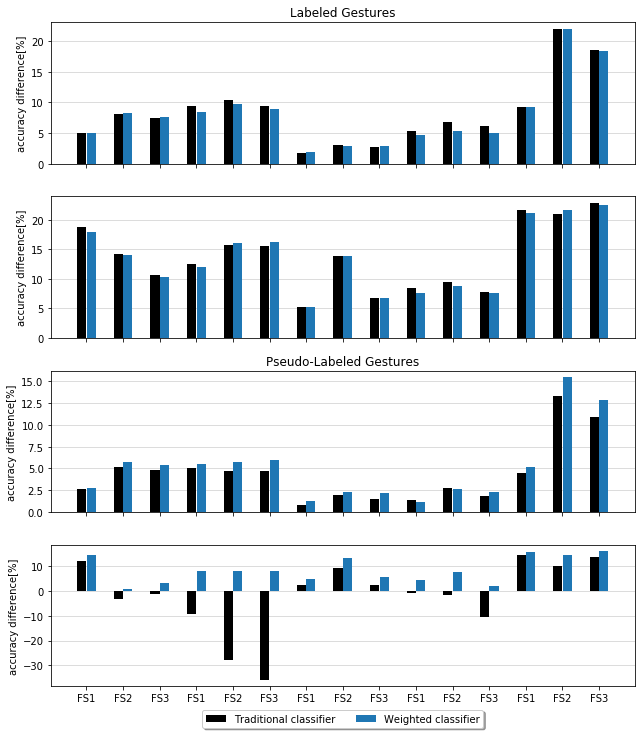 Labeled Gestures
accuracy difference[%]
20
15
10
5
0
accuracy difference[%]
20
15
10
5
0
Pseudo-Labeled Gestures
accuracy difference[%]
15.0
12.5
10.0
7.5
5.0
2.5
0.0
accuracy difference[%]
10
0
−10
−20
−30
FS1 FS2 FS3 FS1 FS2 FS3 FS1 FS2 FS3 FS1 FS2 FS3 FS1 FS2 FS3
Traditional classifier Weighted classifier